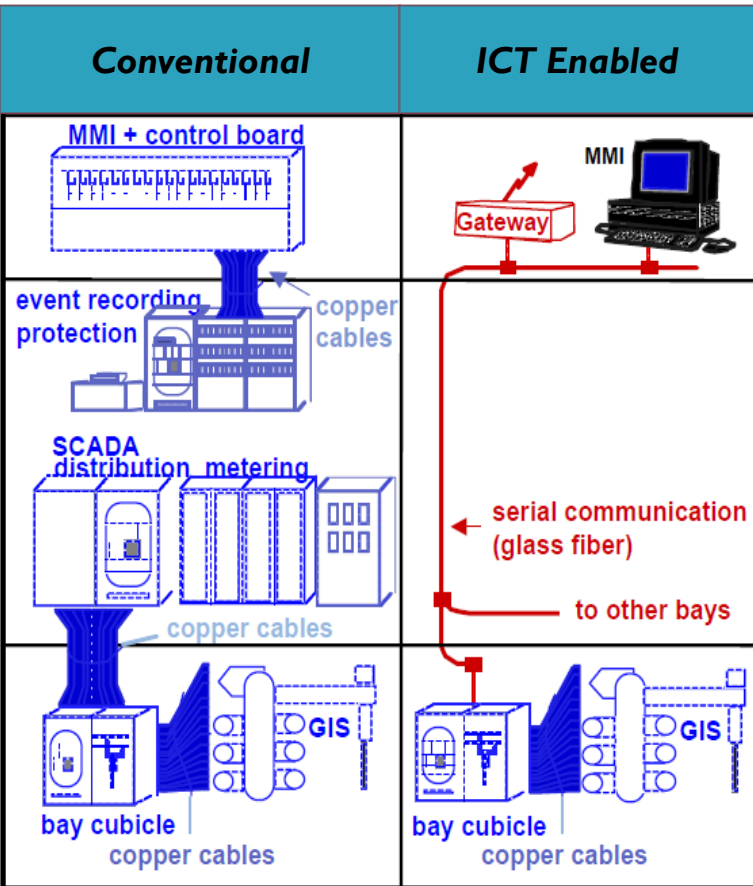 Conventional
ICT Enabled
MMI + control board
event recording
protection
copper
cables
SCADA
distribution metering
copper cables
GIS
bay cubicle
copper cables
MMI
Gateway
serial communication
(glass fiber)
to other bays
GIS
bay cubicle
copper cables